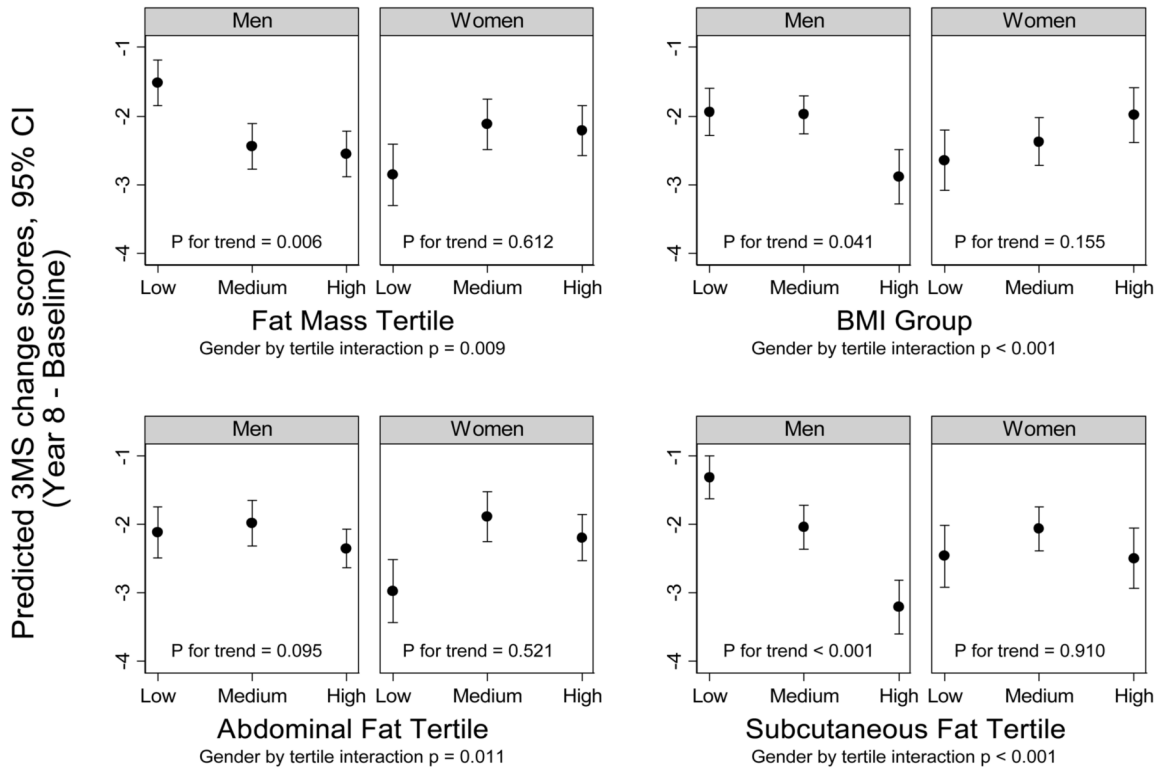 Predicted 3MS change scores, 95% CI
(Year 8 - Baseline)
Men Women
-1
-2
-3
-4
P for trend = 0.006 P for trend = 0.612
Low Medium High Low Medium High
Fat Mass Tertile
Gender by tertile interaction p = 0.009
Men Women
-1
-2
-3
-4
P for trend = 0.041 P for trend = 0.155
Low Medium High Low Medium High
BMI Group
Gender by tertile interaction p < 0.001
Men Women
-1
-2
-3
-4
P for trend = 0.095 P for trend = 0.521
Low Medium High Low Medium High
Abdominal Fat Tertile
Gender by tertile interaction p = 0.011
Men Women
-1
-2
-3
-4
P for trend < 0.001 P for trend = 0.910
Low Medium High Low Medium High
Subcutaneous Fat Tertile
Gender by tertile interaction p < 0.001